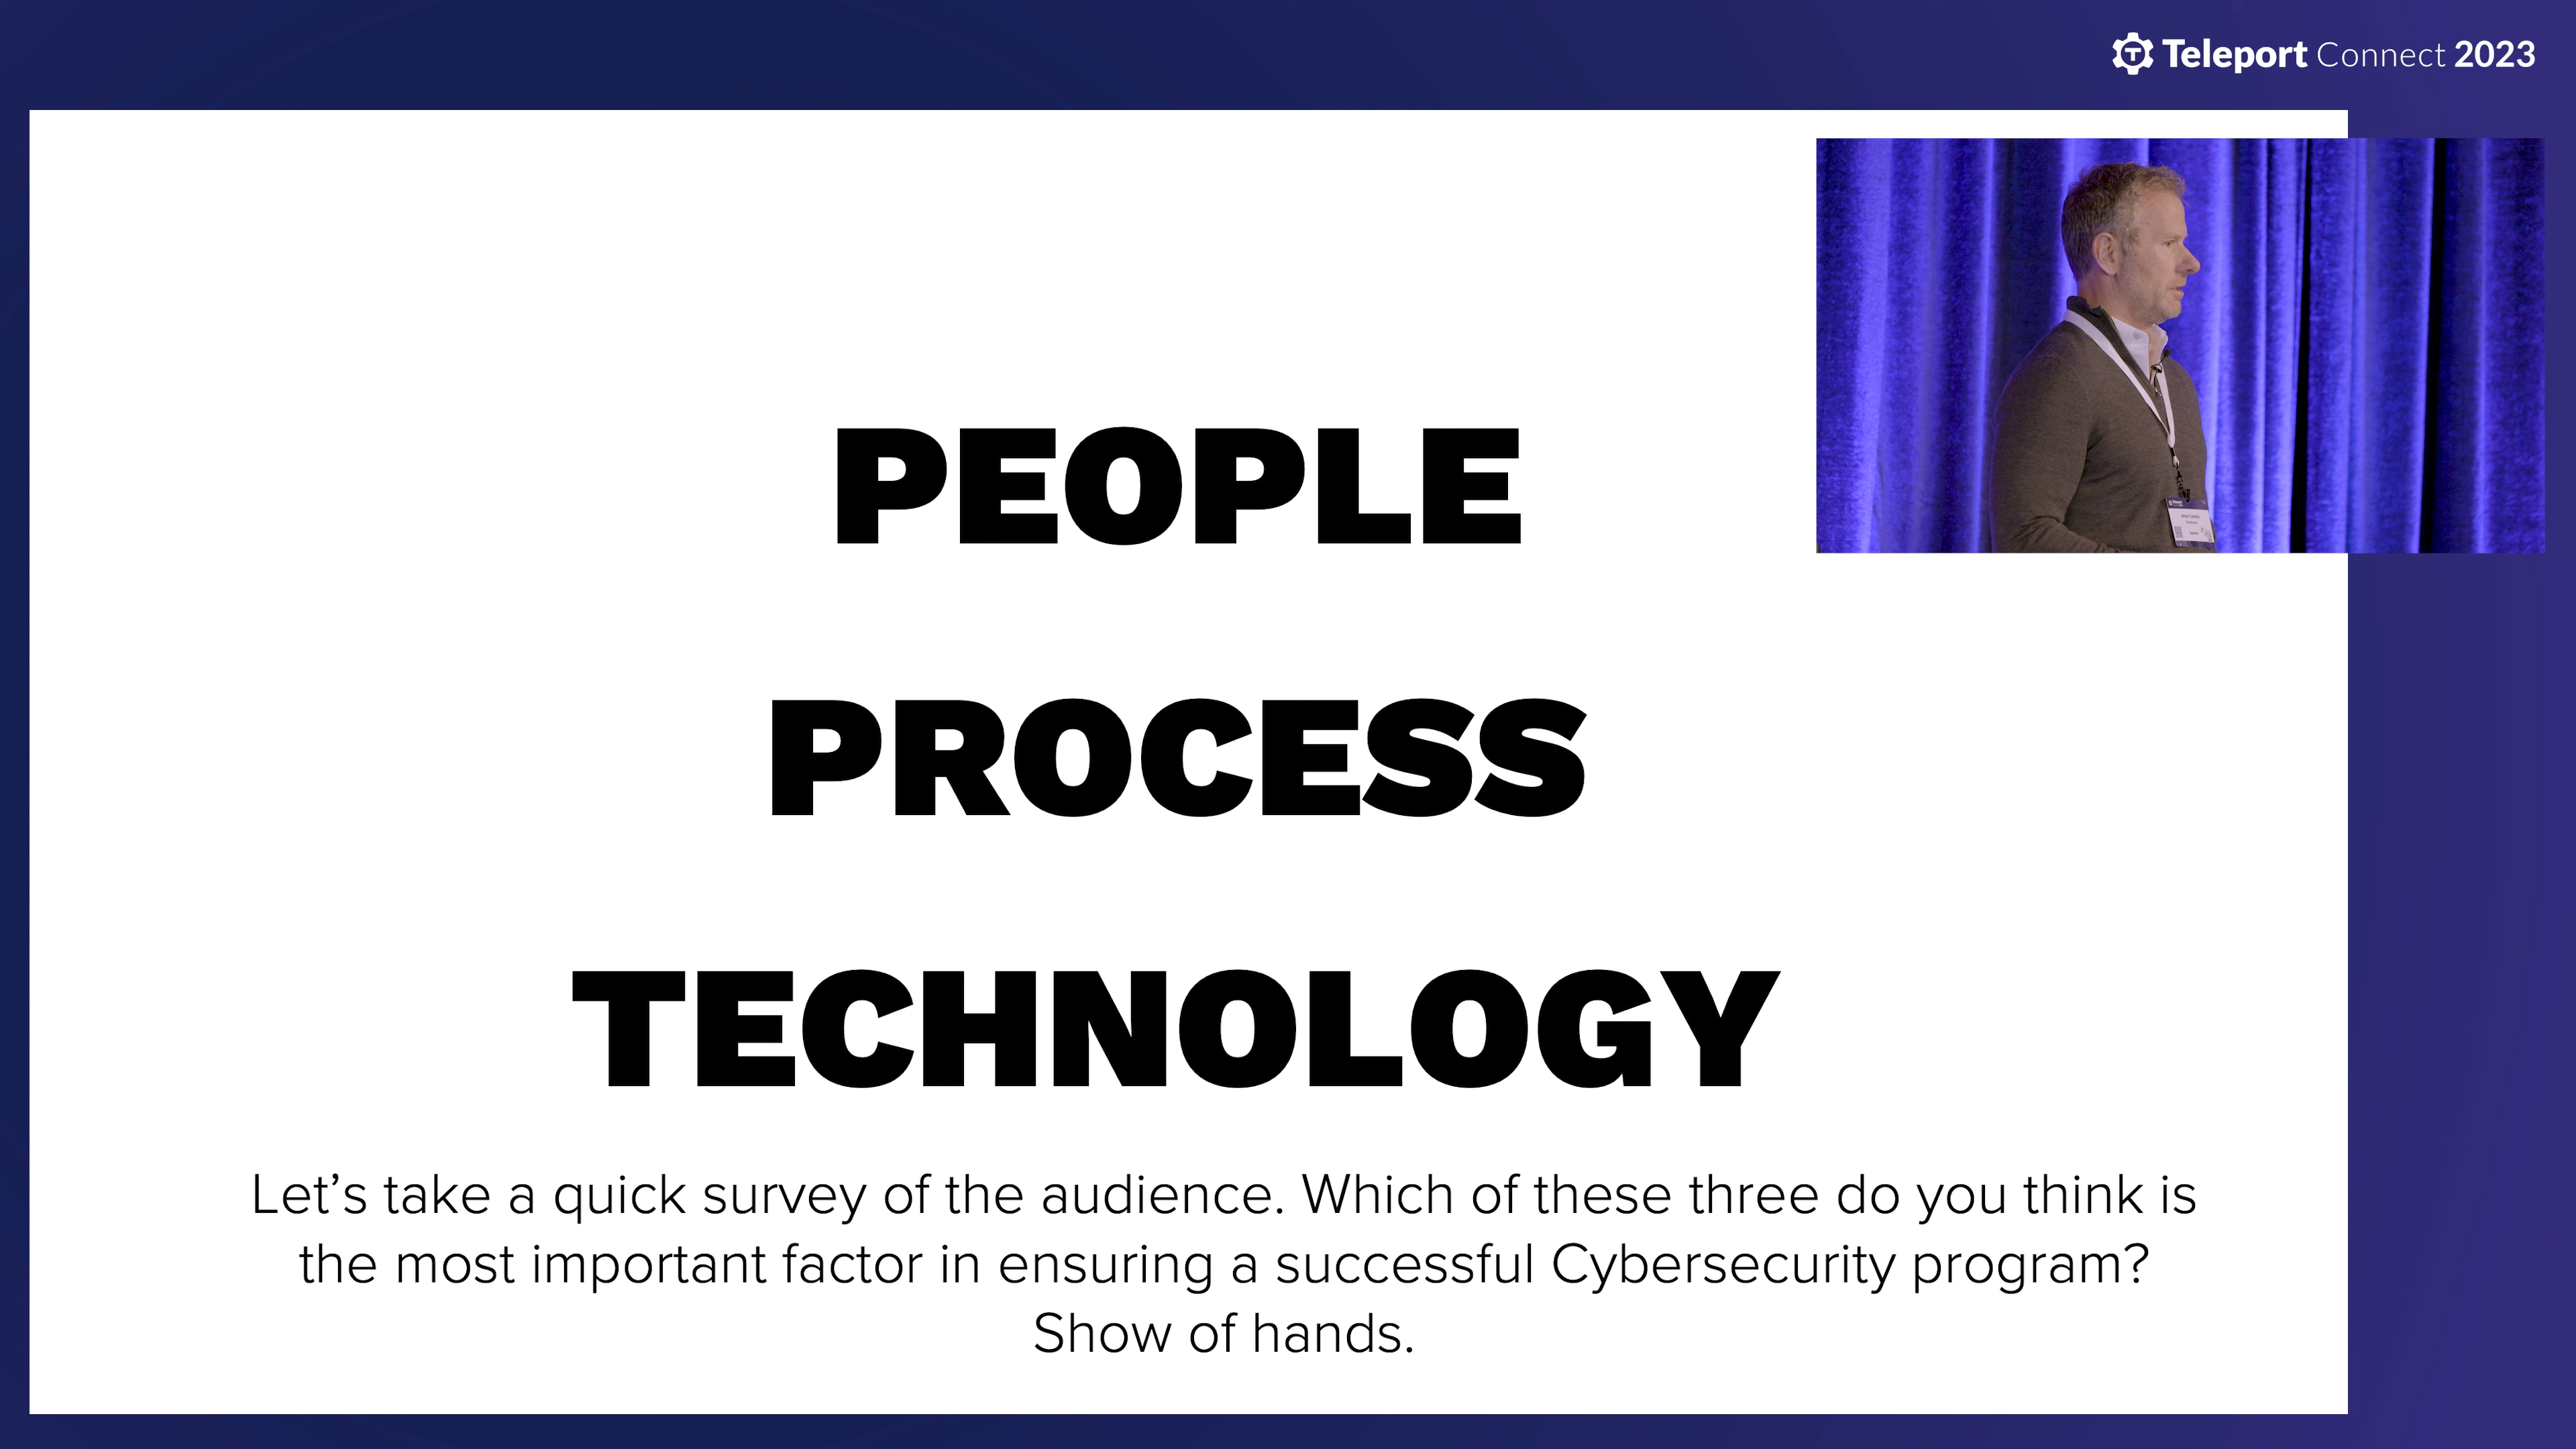 Teleport Connect 2023
PEOPLE
PROCESS
TECHNOLOGY
Let’s take a quick survey of the audience. Which of these three do you think is
the most important factor in ensuring a successful Cybersecurity program?
Show of hands.